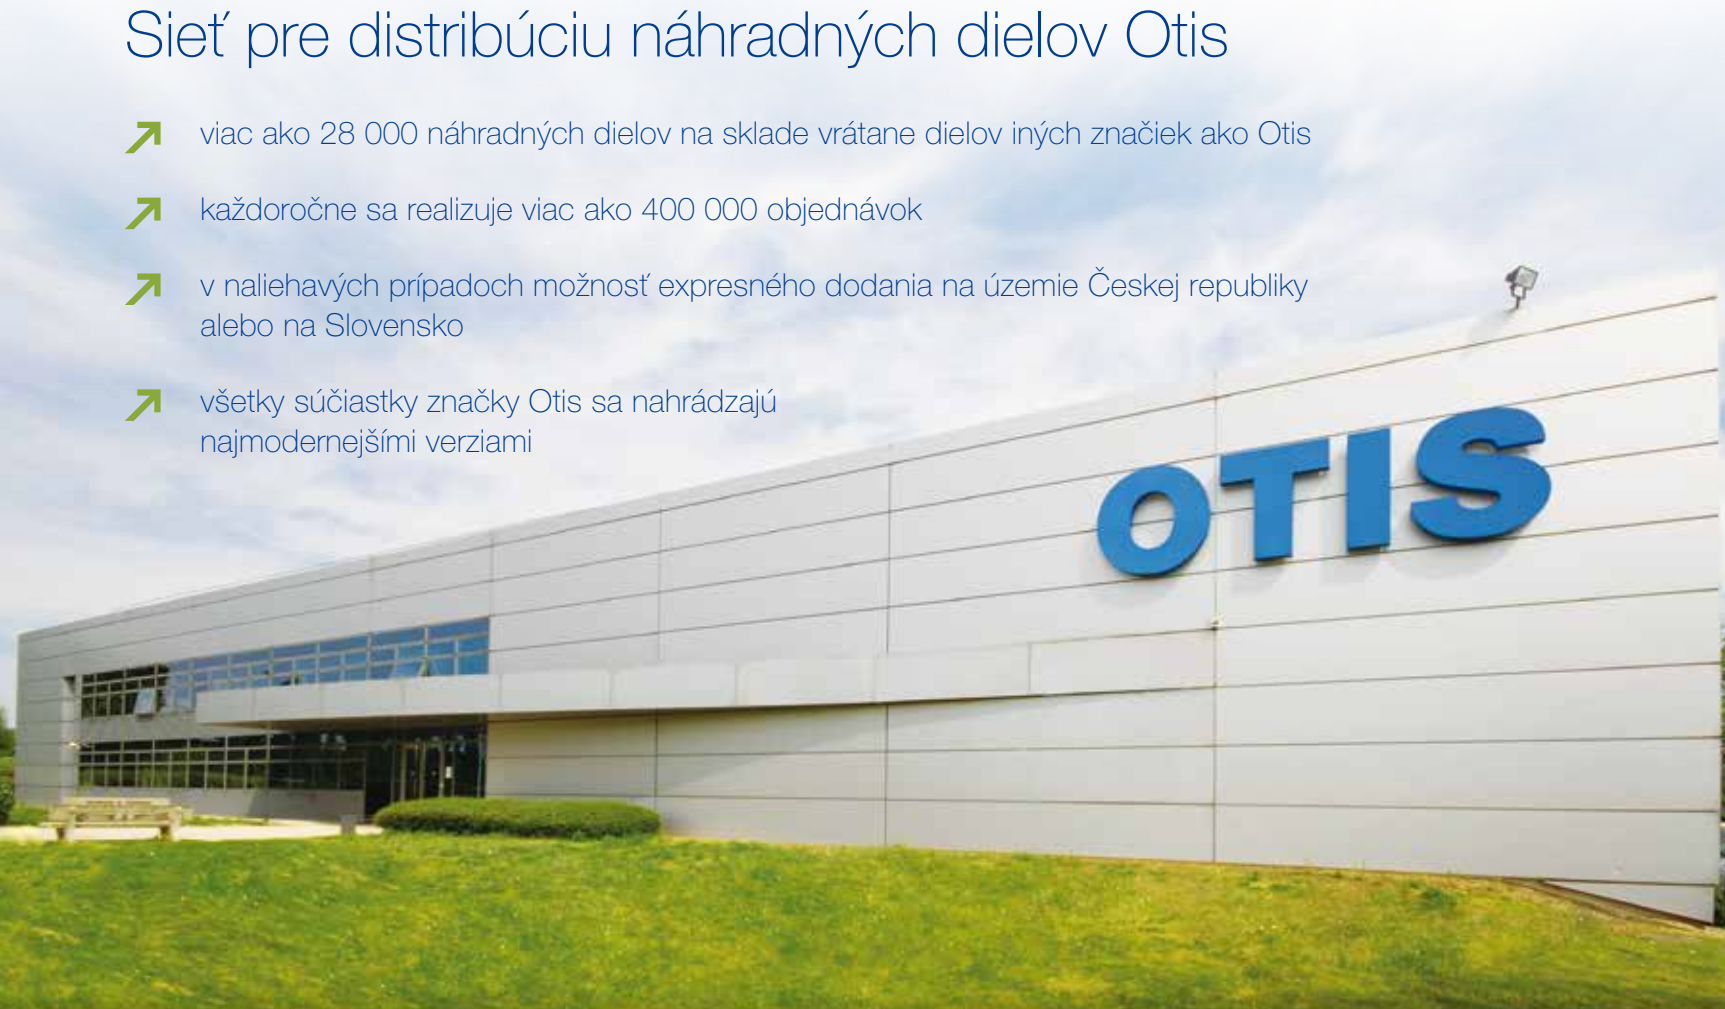 Sieť pre distribúciu náhradných dielov Otis
viac ako 28 000 náhradných dielov na sklade vrátane dielov iných značiek ako Otis
každoročne sa realizuje viac ako 400 000 objednávok
v naliehavých prípadoch možnosť expresného dodania na územie Českej republiky
alebo na Slovensko
všetky súčiastky značky Otis sa nahrádzajú
najmodernejšími verziami
OTIS